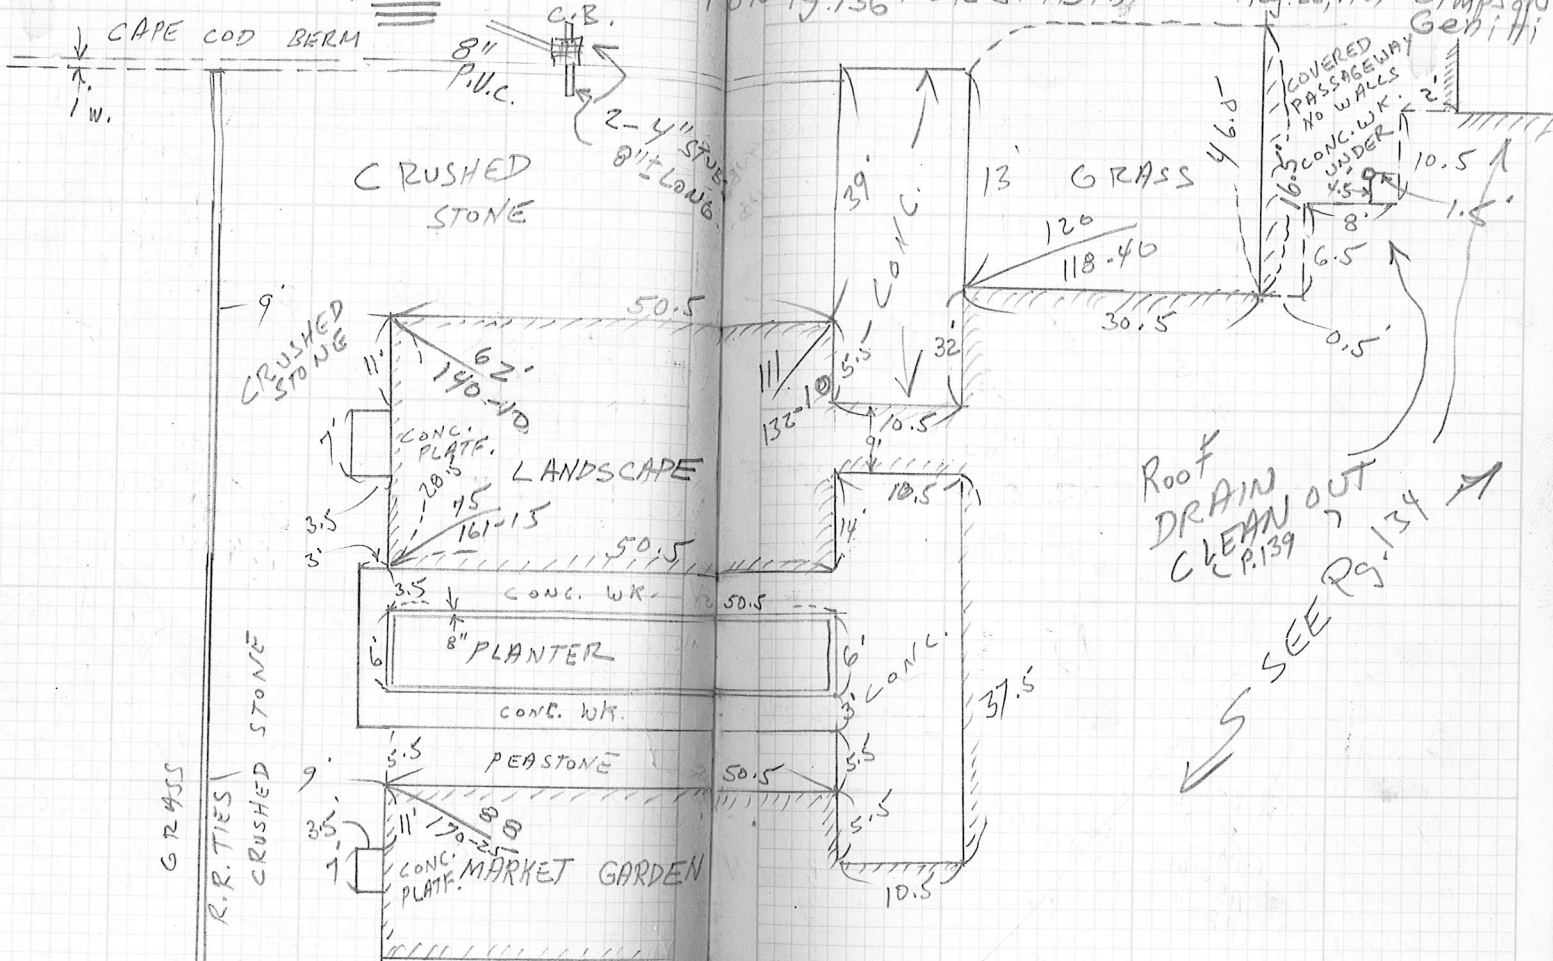 C.B.
CAPE COD BERM
8"
P.V.C.
1'W.
2-4" STUBS
8"± LONG
CRUSHED
STONE
39'
CONC.
13'
GRASS
46.0
120
118-40
Genitti
COVERED
PASSAGEWAY
NO WALLS
CONC. WK.
UNDER
2'
16.5'
4.5
10.5
1.5'
8'
6.5
0.5'
30.5
9'
CRUSHED
STONE
50.5
11'
62'
140-10
111
132-10
5.5
32'
10.5
9'
7'
CONC.
PLATF.
LANDSCAPE
28.5
75
161-15
10.5
14'
3.5
3'
50.5
ROOF
DRAIN
CLEAN OUT
P.139
SEE Pg.134
3.5
CONC. WK.
50.5
8"
6'
PLANTER
6'
CONC.
3'
CONC. WK.
37.5
5.5
PEASTONE
5.5
9'
50.5
GRASS
R.R. TIES
CRUSHED STONE
11'
88
3.5'
7'
CONC.
PLATF.
MARKET GARDEN
5.5
10.5